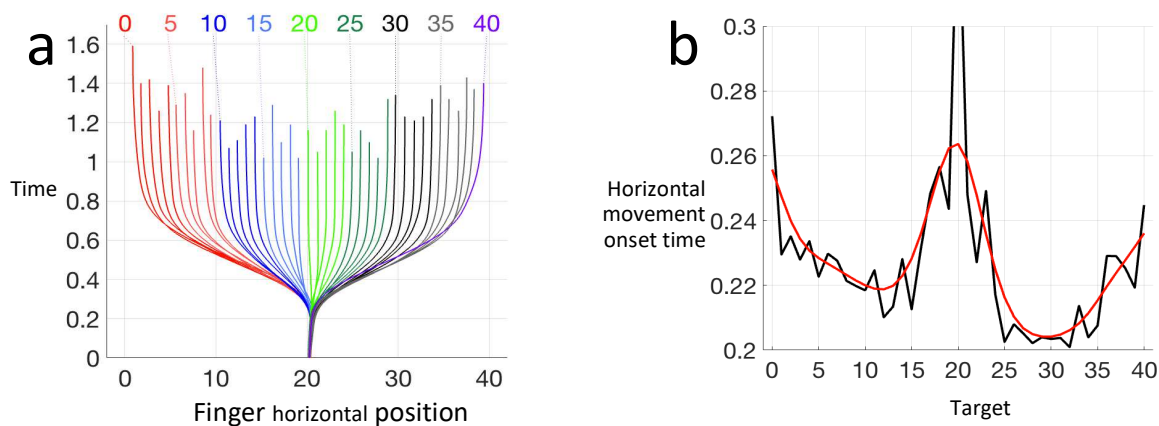 a
0 5 10 15 20 25 30 35 40
1.6
1.4
1.2
1
Time
0.8
0.6
0.4
0.2
0
0 10 20 30 40
Finger horizontal position
b
0.3
0.28
0.26
Horizontal
movement
onset time
0.24
0.22
0.2
0 5 10 15 20 25 30 35 40
Target